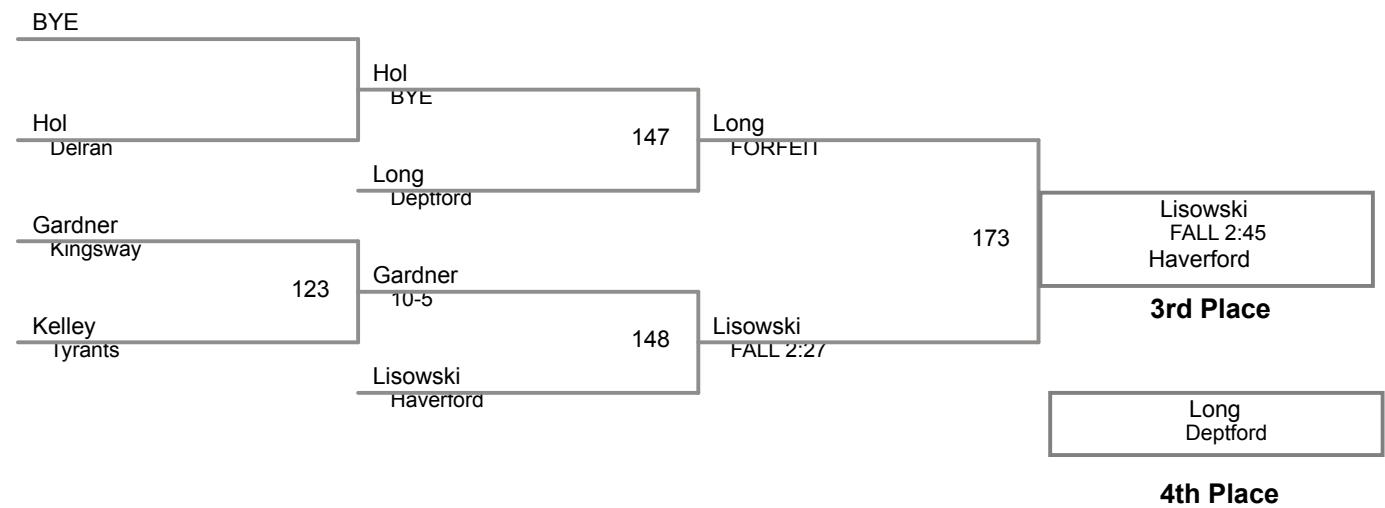 BYE
Hol
BYE
Hol
Delran
147
Long
FORFEIT
Long
Deptford
Gardner
Kingsway
173
Lisowski
FALL 2:45
Haverford
3rd Place
123
Gardner
10-5
Kelley
Tyrants
148
Lisowski
FALL 2:27
Lisowski
Haverford
Long
Deptford
4th Place